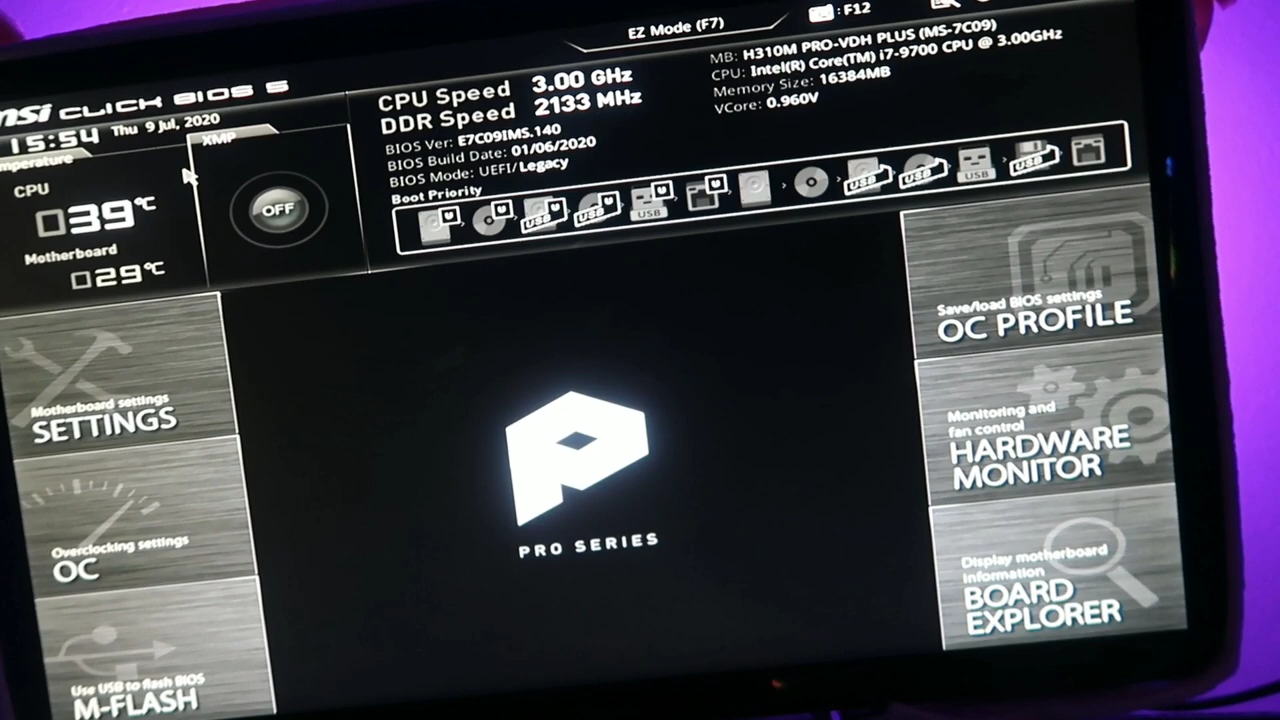 EZ Mode (F7)
: F12
msi CLICK BIOS 5
15:54 Thu 9 Jul, 2020
CPU Speed 3.00 GHz
DDR Speed 2133 MHz
MB: H310M PRO-VDH PLUS (MS-7C09)
CPU: Intel(R) Core(TM) i7-9700 CPU @ 3.00GHz
Memory Size: 16384MB
VCore: 0.960V
BIOS Ver: E7C09IMS.140
BIOS Build Date: 01/06/2020
BIOS Mode: UEFI/Legacy
Boot Priority
USB USB USB USB USB USB USB
mperature
CPU
039°C
Motherboard
029°C
XMP
OFF
Motherboard settings
SETTINGS
Overclocking settings
OC
Use USB to flash BIOS
M-FLASH
PRO SERIES
Save/load BIOS settings
OC PROFILE
Monitoring and
fan control
HARDWARE
MONITOR
Display motherboard
information
BOARD
EXPLORER